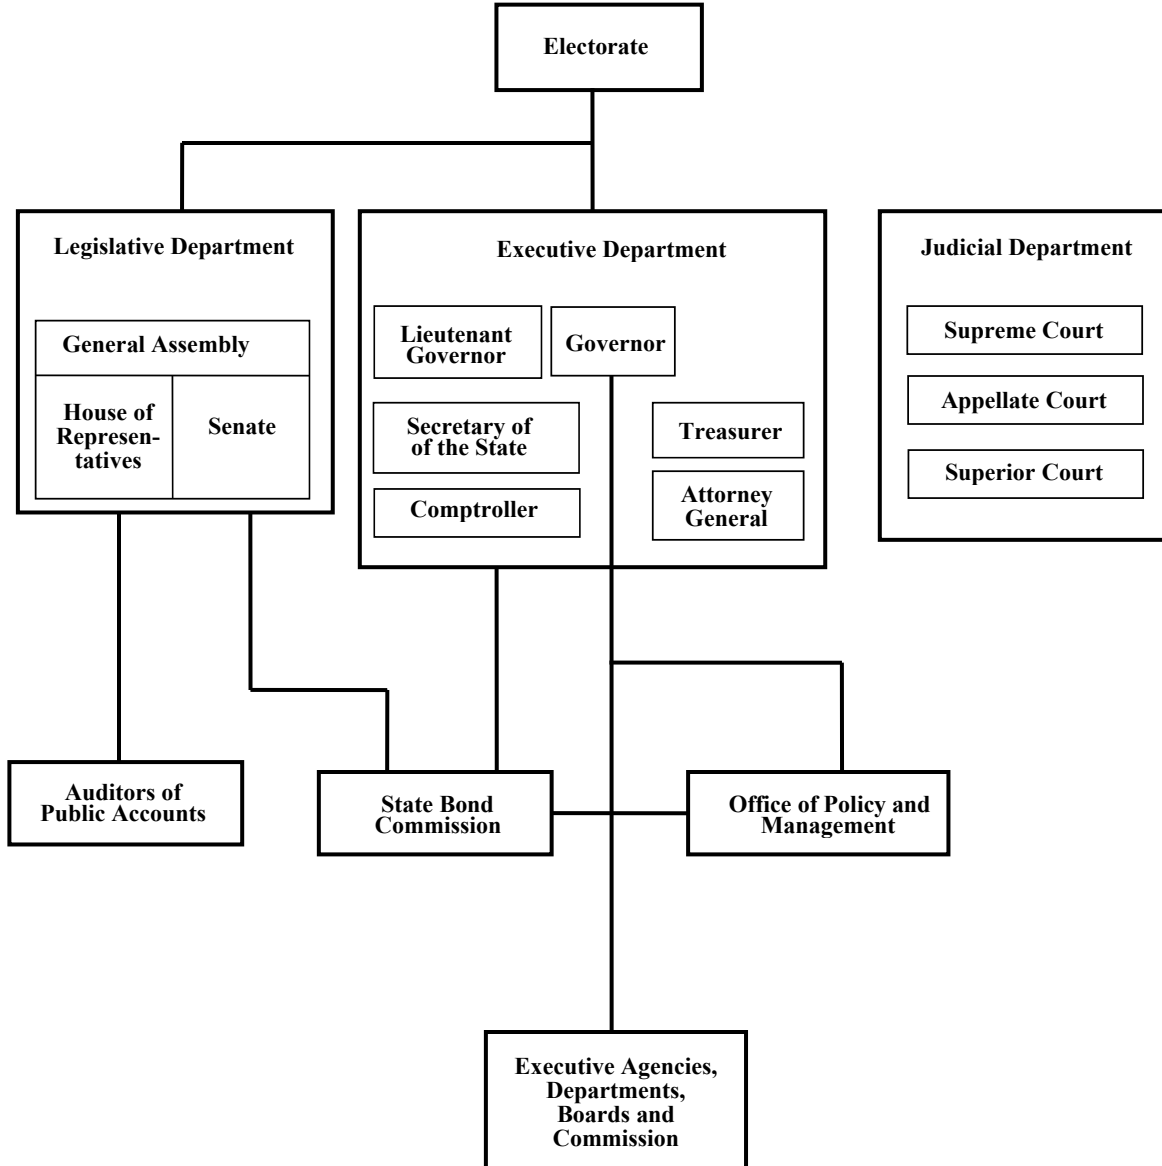 Electorate
Legislative Department
General Assembly
House of
Represen-
tatives
Senate
Executive Department
Lieutenant
Governor
Governor
Secretary of
of the State
Treasurer
Comptroller
Attorney
General
Judicial Department
Supreme Court
Appellate Court
Superior Court
Auditors of
Public Accounts
State Bond
Commission
Office of Policy and
Management
Executive Agencies,
Departments,
Boards and
Commission